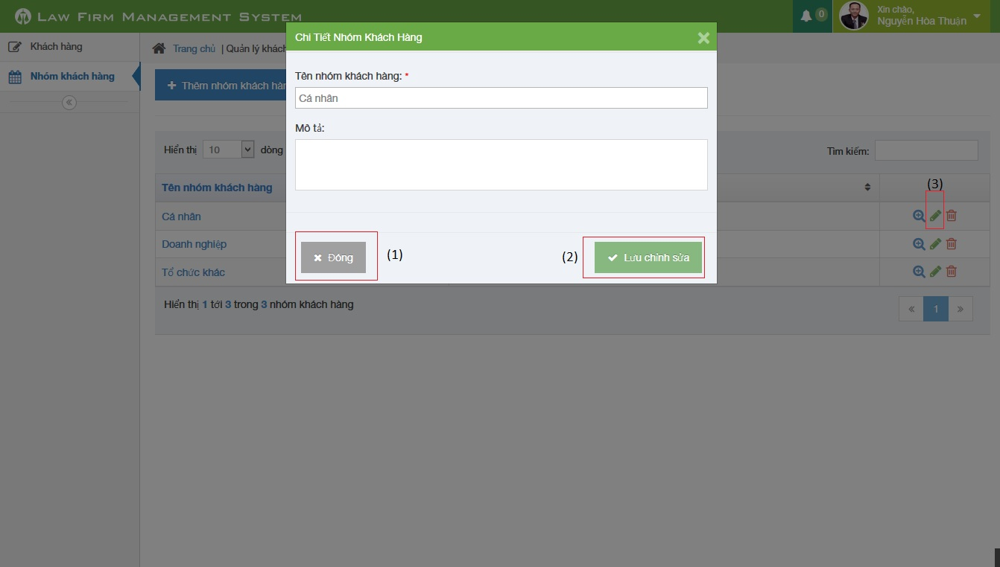 LAW FIRM MANAGEMENT SYSTEM
0
Xin chào,
Nguyễn Hòa Thuận
Khách hàng
Nhóm khách hàng
Trang chủ | Quản lý khách
+ Thêm nhóm khách hàn
Chi Tiết Nhóm Khách Hàng
Tên nhóm khách hàng: *
Cá nhân
Mô tả:
Đóng
(1)
(2)
Lưu chỉnh sửa
Hiển thị 10 dòng
Tìm kiếm:
Tên nhóm khách hàng
(3)
Cá nhân
Doanh nghiệp
Tổ chức khác
Hiển thị 1 tới 3 trong 3 nhóm khách hàng
« 1 »